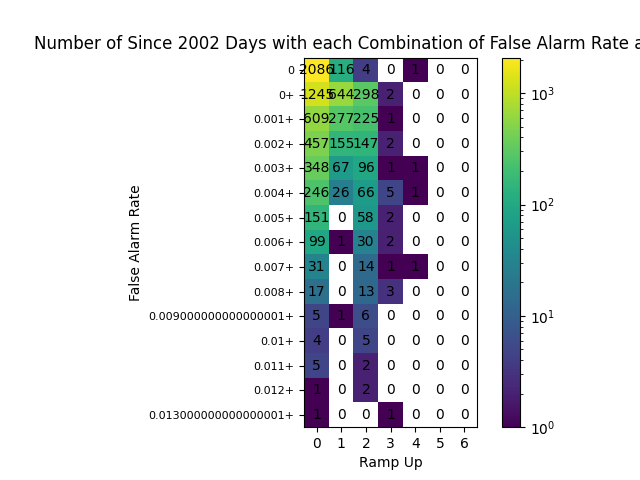 Number of Since 2002 Days with each Combination of False Alarm Rate a
0 2086 116 4 0 1 0 0
0+ 1245 644 298 2 0 0 0
0.001+ 609 277 225 1 0 0 0
0.002+ 457 155 147 2 0 0 0
0.003+ 348 67 96 1 1 0 0
0.004+ 246 26 66 5 1 0 0
0.005+ 151 0 58 2 0 0 0
0.006+ 99 1 30 2 0 0 0
0.007+ 31 0 14 1 1 0 0
0.008+ 17 0 13 3 0 0 0
0.009000000000000001+ 5 1 6 0 0 0 0
0.01+ 4 0 5 0 0 0 0
0.011+ 5 0 2 0 0 0 0
0.012+ 1 0 2 0 0 0 0
0.013000000000000001+ 1 0 0 1 0 0 0
0 1 2 3 4 5 6
Ramp Up
False Alarm Rate
10³
10²
10¹
10⁰